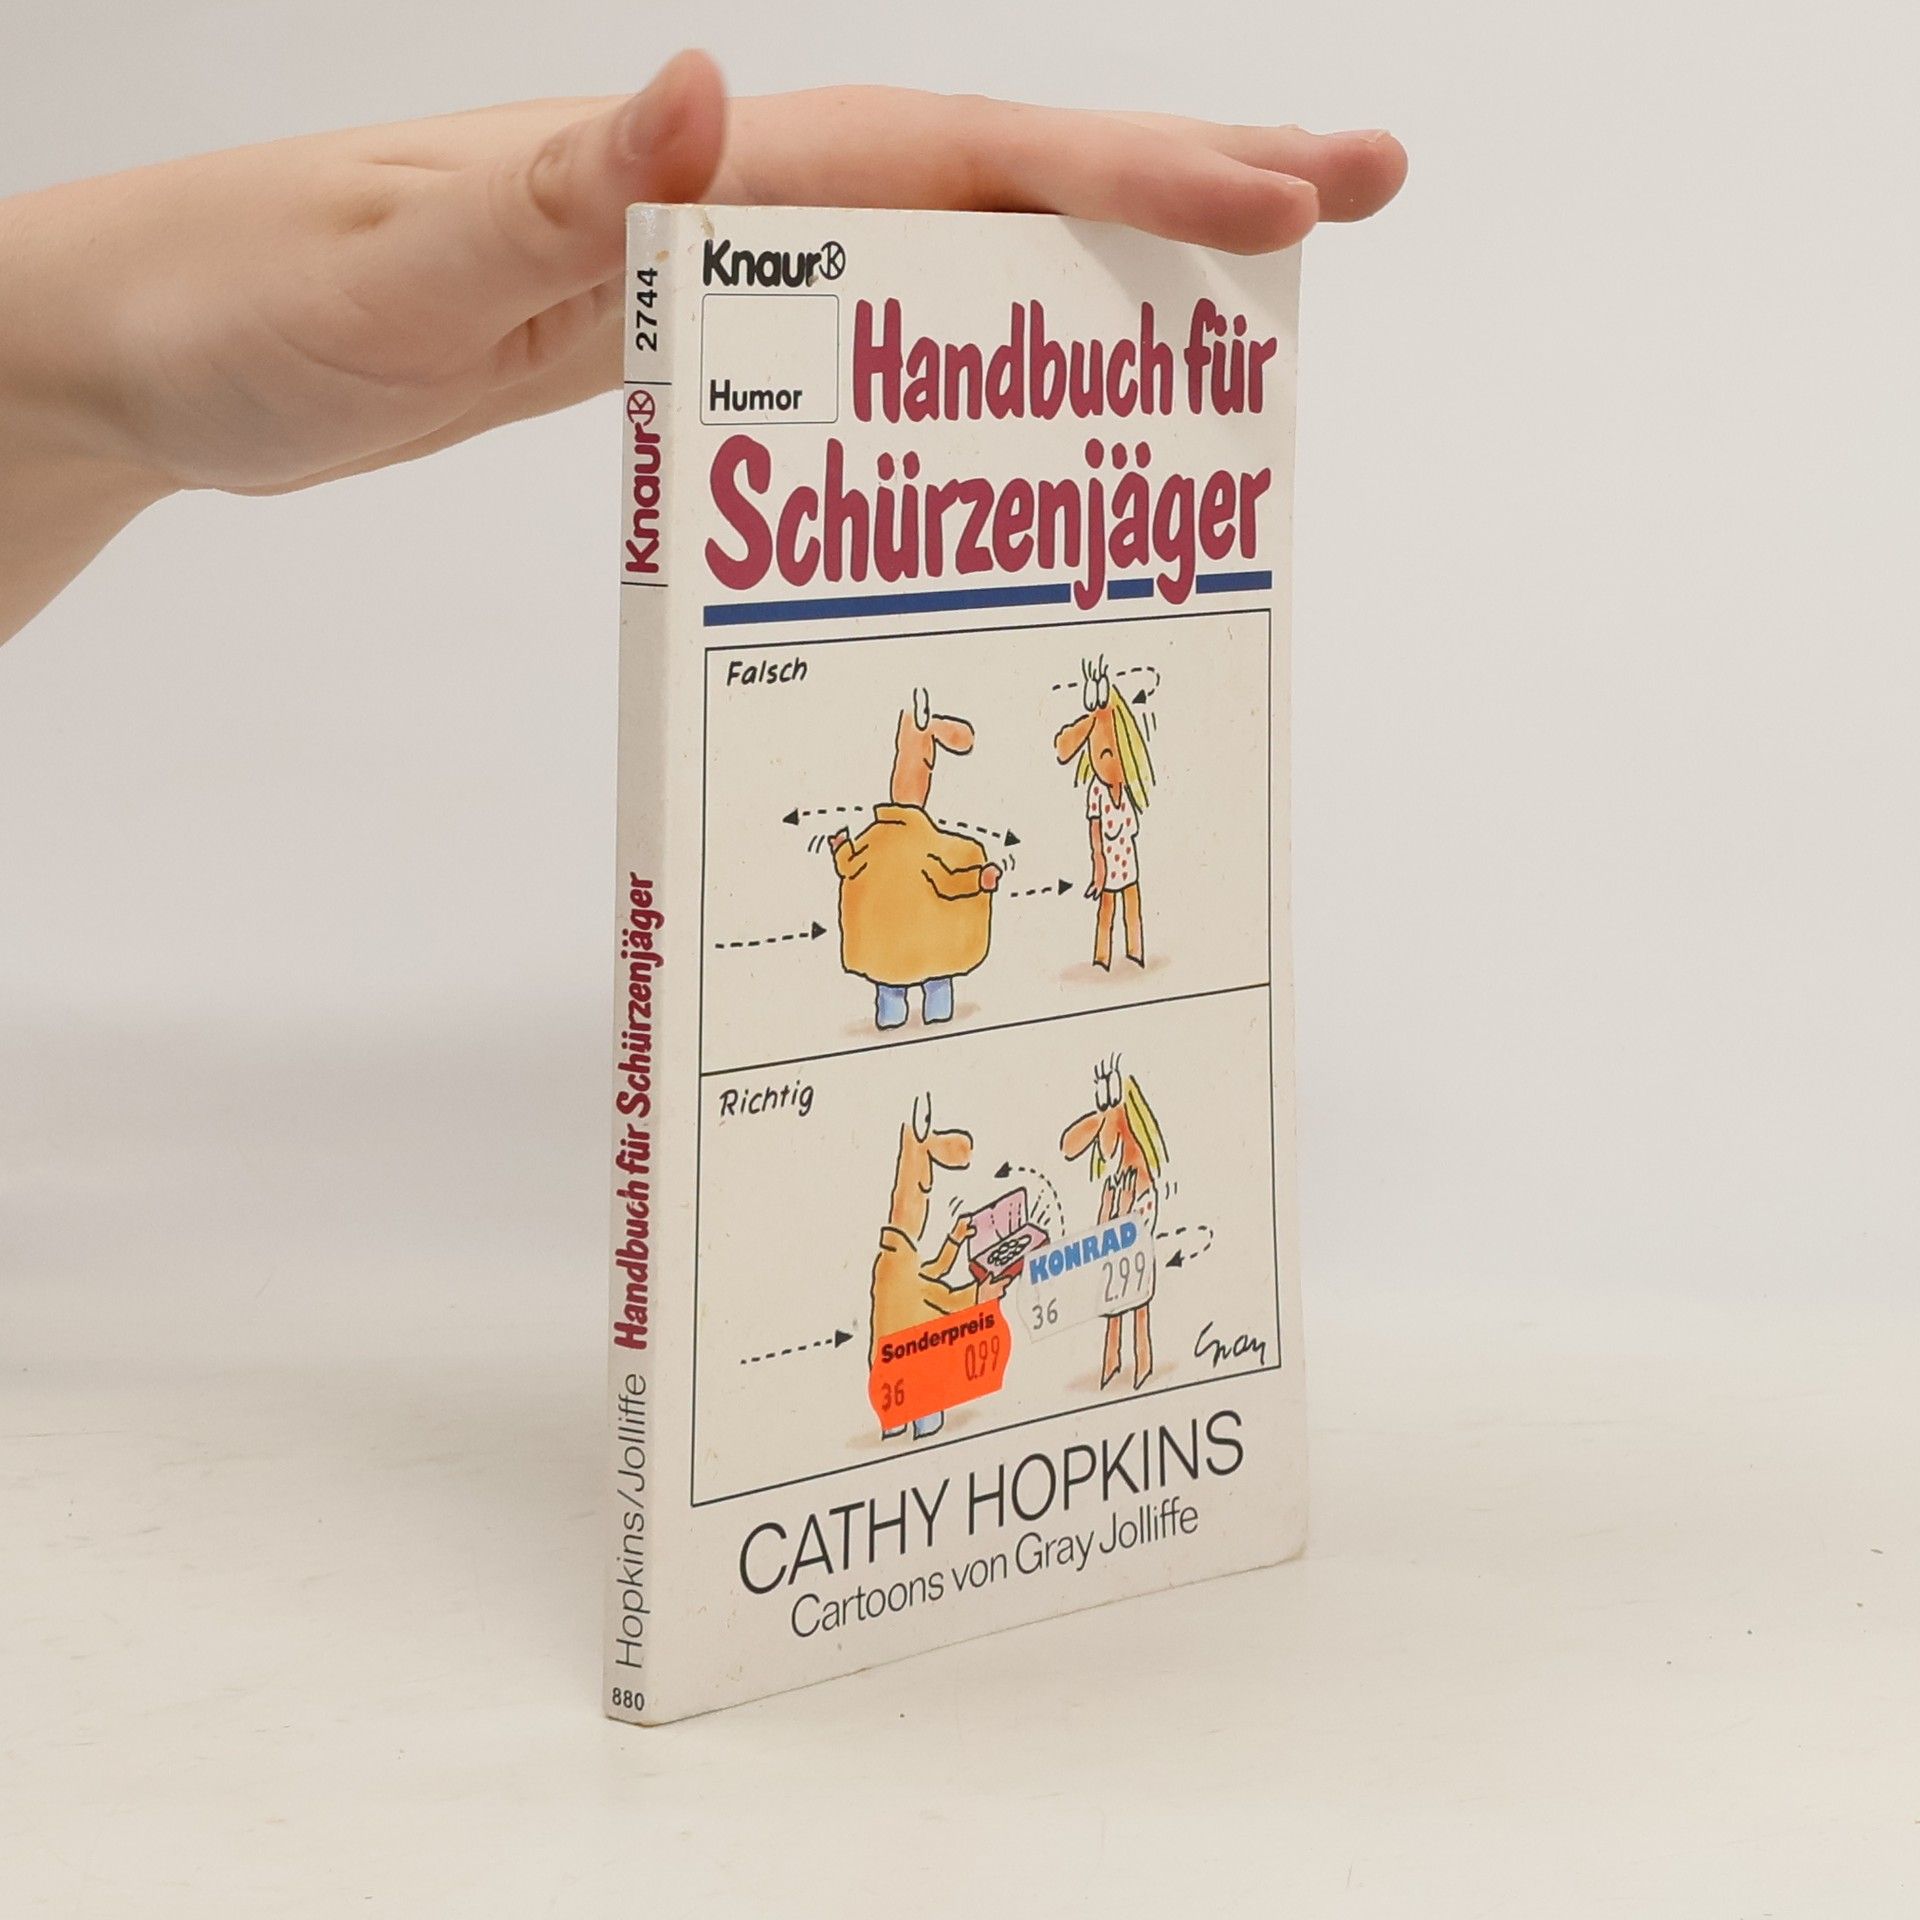 Knaur
Humor
Handbuch für
Schürzenjäger
Falsch
Richtig
KONRAD
36 2.99
Sonderpreis
36 0.99
Gray
CATHY HOPKINS
Cartoons von Gray Jolliffe
2744
Knaur
Handbuch für Schürzenjäger
Hopkins/Jolliffe
880